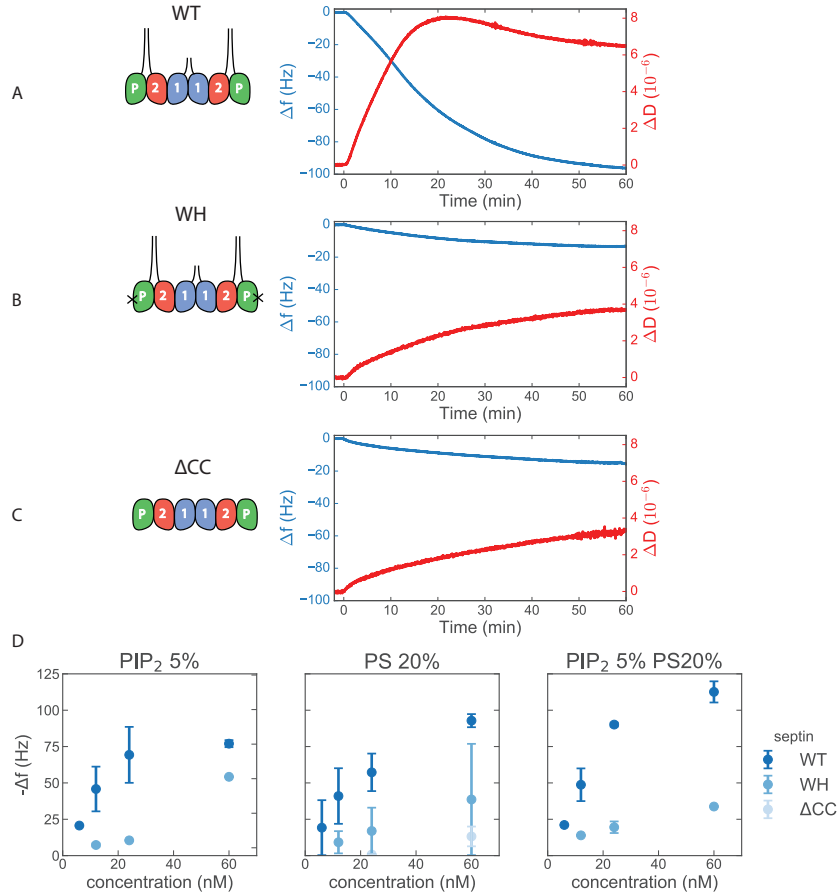 WT
A
P 2 1 1 2 P
0
−20
−40
−60
−80
−100
Δf (Hz)
8
6
4
2
0
ΔD (10⁻⁶)
0 10 20 30 40 50 60
Time (min)
WH
B
P 2 1 1 2 P
0
−20
−40
−60
−80
−100
Δf (Hz)
8
6
4
2
0
ΔD (10⁻⁶)
0 10 20 30 40 50 60
Time (min)
ΔCC
C
P 2 1 1 2 P
0
−20
−40
−60
−80
−100
Δf (Hz)
8
6
4
2
0
ΔD (10⁻⁶)
0 10 20 30 40 50 60
Time (min)
D
PIP₂ 5%
PS 20%
PIP₂ 5% PS20%
125
100
75
50
25
0
-Δf (Hz)
0 20 40 60
0 20 40 60
0 20 40 60
concentration (nM)
concentration (nM)
concentration (nM)
septin
WT
WH
ΔCC